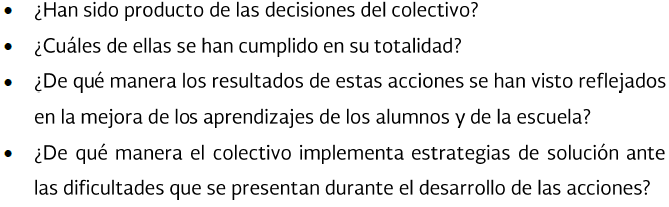 • ¿Han sido producto de las decisiones del colectivo?
• ¿Cuáles de ellas se han cumplido en su totalidad?
• ¿De qué manera los resultados de estas acciones se han visto reflejados
en la mejora de los aprendizajes de los alumnos y de la escuela?
• ¿De qué manera el colectivo implementa estrategias de solución ante
las dificultades que se presentan durante el desarrollo de las acciones?